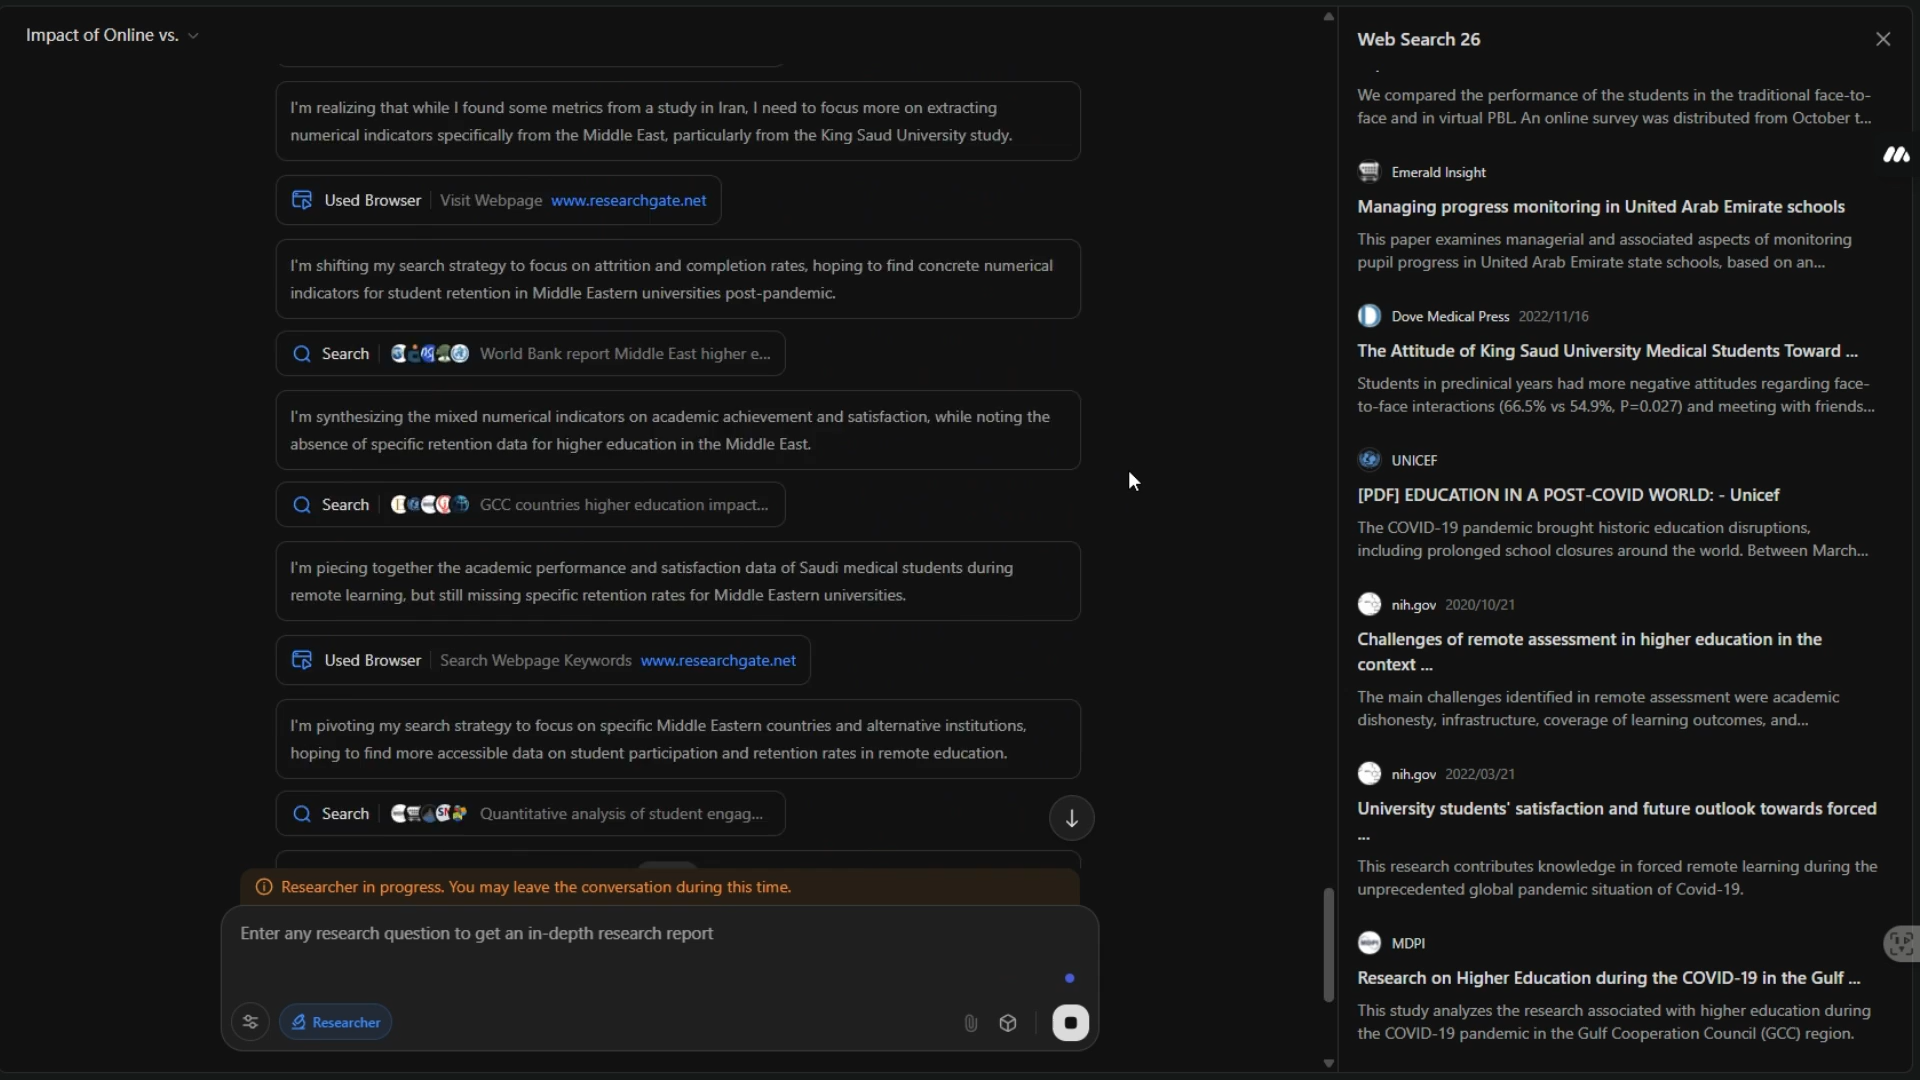 Impact of Online vs.
I'm realizing that while I found some metrics from a study in Iran, I need to focus more on extracting
numerical indicators specifically from the Middle East, particularly from the King Saud University study.
Used Browser
Visit Webpage www.researchgate.net
I'm shifting my search strategy to focus on attrition and completion rates, hoping to find concrete numerical
indicators for student retention in Middle Eastern universities post-pandemic.
Search
World Bank report Middle East higher e...
I'm synthesizing the mixed numerical indicators on academic achievement and satisfaction, while noting the
absence of specific retention data for higher education in the Middle East.
Search
GCC countries higher education impact...
I'm piecing together the academic performance and satisfaction data of Saudi medical students during
remote learning, but still missing specific retention rates for Middle Eastern universities.
Used Browser
Search Webpage Keywords www.researchgate.net
I'm pivoting my search strategy to focus on specific Middle Eastern countries and alternative institutions,
hoping to find more accessible data on student participation and retention rates in remote education.
Search
Quantitative analysis of student engag...
Researcher in progress. You may leave the conversation during this time.
Enter any research question to get an in-depth research report
Researcher
Web Search 26
We compared the performance of the students in the traditional face-to-
face and in virtual PBL. An online survey was distributed from October t...
Emerald Insight
Managing progress monitoring in United Arab Emirate schools
This paper examines managerial and associated aspects of monitoring
pupil progress in United Arab Emirate state schools, based on an...
Dove Medical Press 2022/11/16
The Attitude of King Saud University Medical Students Toward ...
Students in preclinical years had more negative attitudes regarding face-
to-face interactions (66.5% vs 54.9%, P=0.027) and meeting with friends...
UNICEF
[PDF] EDUCATION IN A POST-COVID WORLD: - Unicef
The COVID-19 pandemic brought historic education disruptions,
including prolonged school closures around the world. Between March...
nih.gov 2020/10/21
Challenges of remote assessment in higher education in the
context ...
The main challenges identified in remote assessment were academic
dishonesty, infrastructure, coverage of learning outcomes, and...
nih.gov 2022/03/21
University students' satisfaction and future outlook towards forced
...
This research contributes knowledge in forced remote learning during the
unprecedented global pandemic situation of Covid-19.
MDPI
Research on Higher Education during the COVID-19 in the Gulf ...
This study analyzes the research associated with higher education during
the COVID-19 pandemic in the Gulf Cooperation Council (GCC) region.